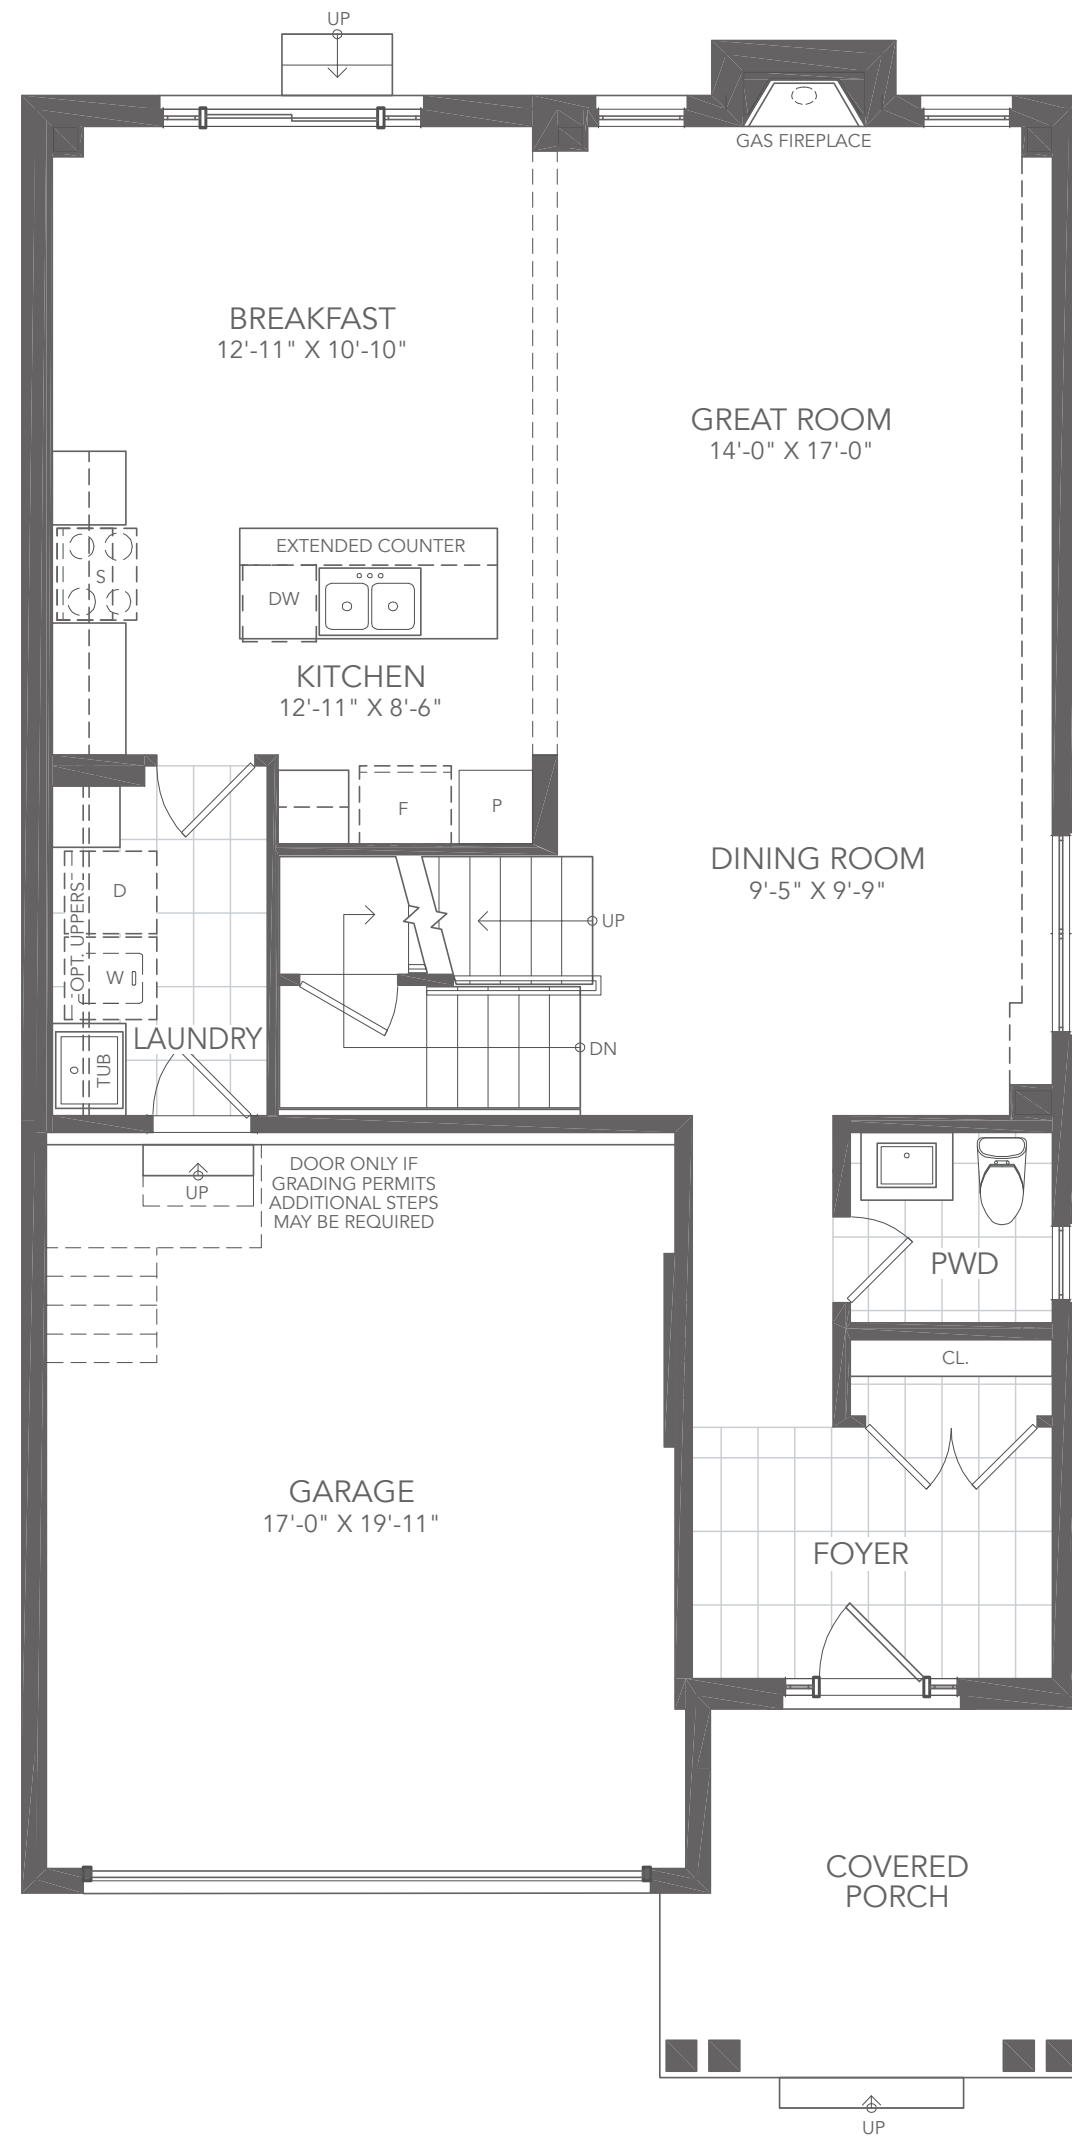 UP
GAS FIREPLACE
BREAKFAST
12'-11" X 10'-10"
GREAT ROOM
14'-0" X 17'-0"
S
EXTENDED COUNTER
DW
KITCHEN
12'-11" X 8'-6"
F
P
DINING ROOM
9'-5" X 9'-9"
D
OPT. UPPERS
W
UP
LAUNDRY
TUB
DN
DOOR ONLY IF
GRADING PERMITS
ADDITIONAL STEPS
MAY BE REQUIRED
UP
PWD
CL.
GARAGE
17'-0" X 19'-11"
FOYER
COVERED
PORCH
UP